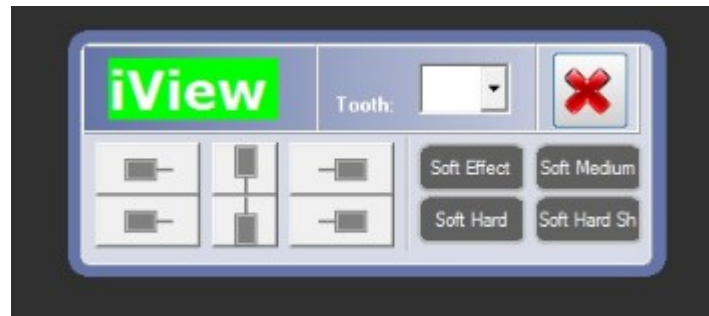 iView
Tooth:
Soft Effect
Soft Medium
Soft Hard
Soft Hard Sh